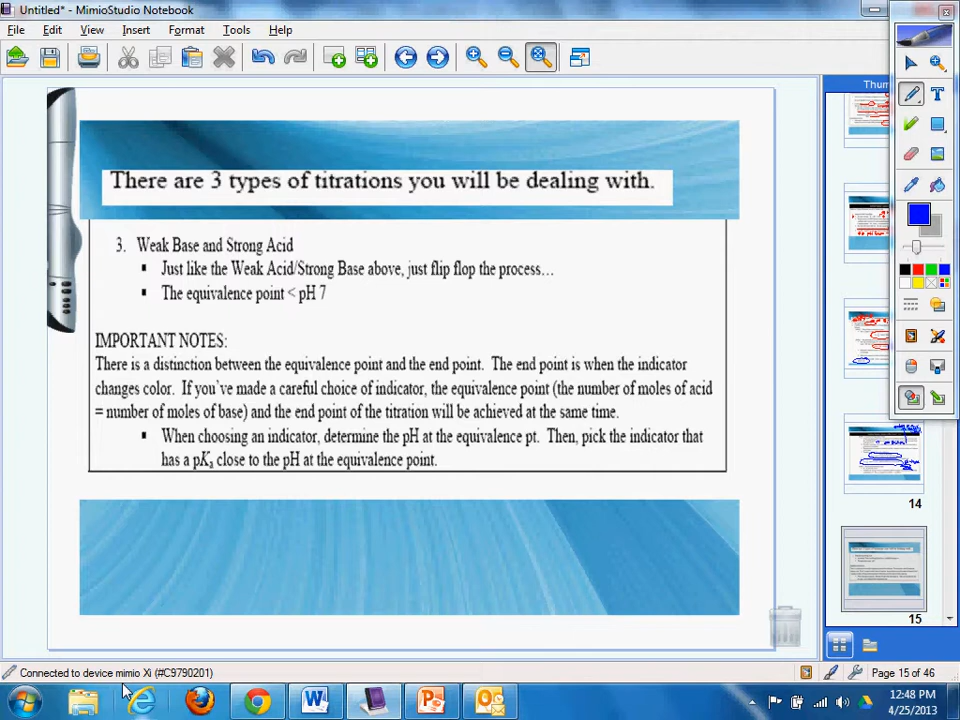 Untitled* - MimioStudio Notebook
File Edit View Insert Format Tools Help
Thum
There are 3 types of titrations you will be dealing with.
3. Weak Base and Strong Acid
▪ Just like the Weak Acid/Strong Base above, just flip flop the process…
▪ The equivalence point < pH 7
IMPORTANT NOTES:
There is a distinction between the equivalence point and the end point. The end point is when the indicator
changes color. If you've made a careful choice of indicator, the equivalence point (the number of moles of acid
= number of moles of base) and the end point of the titration will be achieved at the same time.
▪ When choosing an indicator, determine the pH at the equivalence pt. Then, pick the indicator that
has a pKa close to the pH at the equivalence point.
14
15
Connected to device mimio Xi (#C9790201)
Page 15 of 46
12:48 PM
4/25/2013